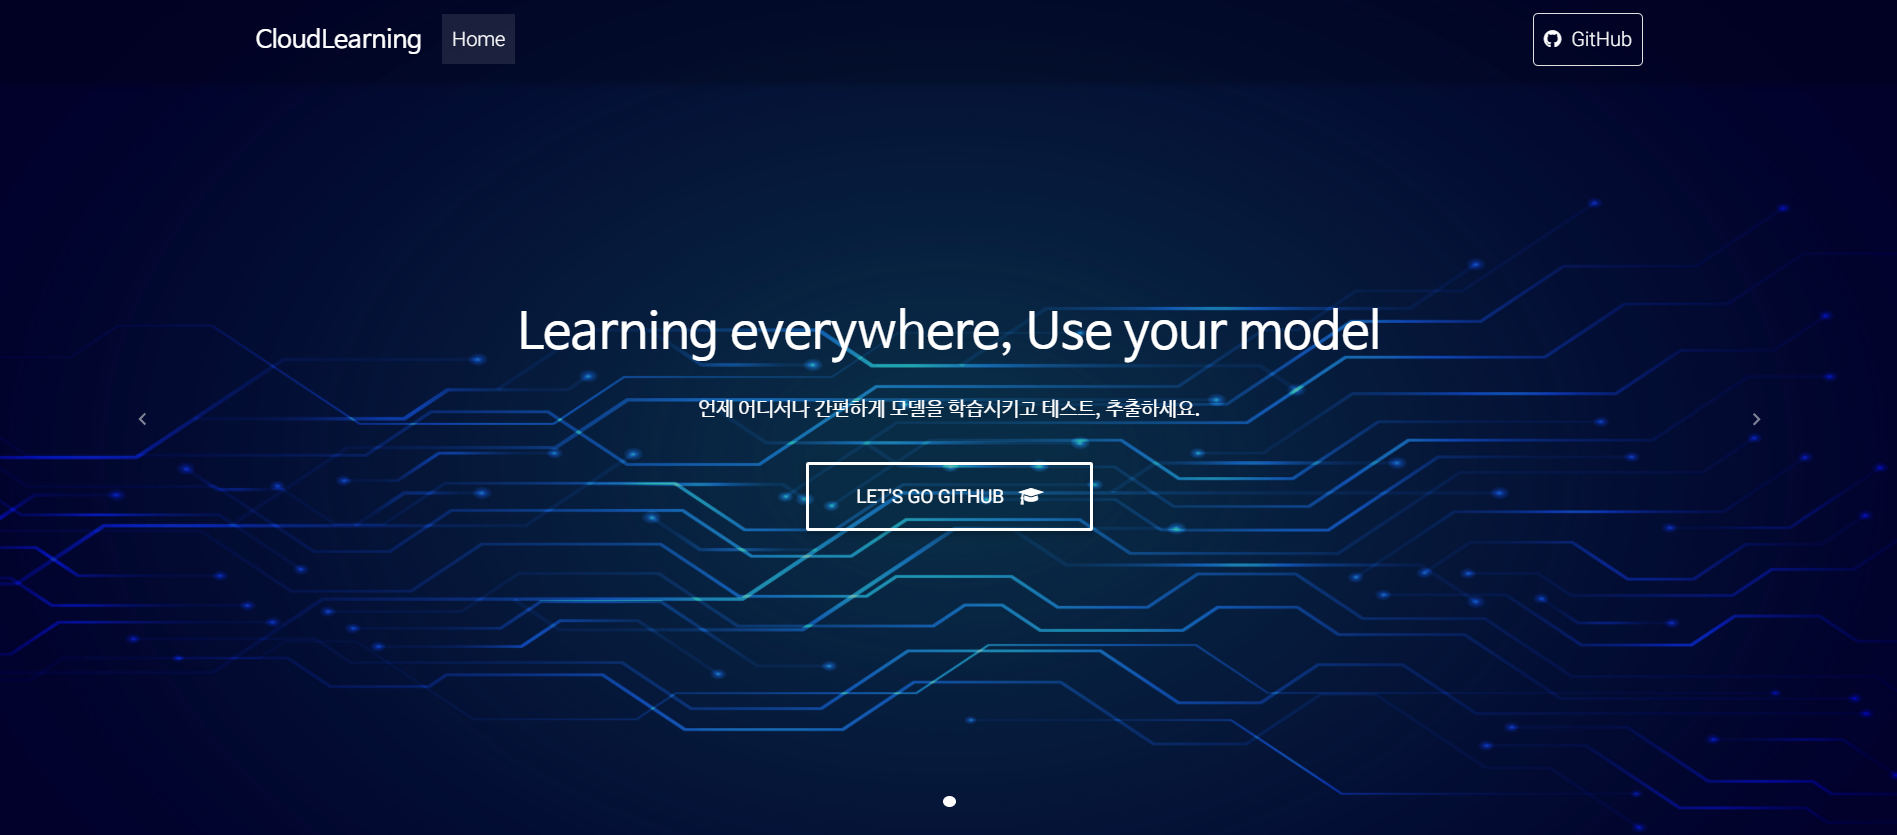 CloudLearning
Home
GitHub
Learning everywhere, Use your model
언제 어디서나 간편하게 모델을 학습시키고 테스트, 추출하세요.
LET'S GO GITHUB